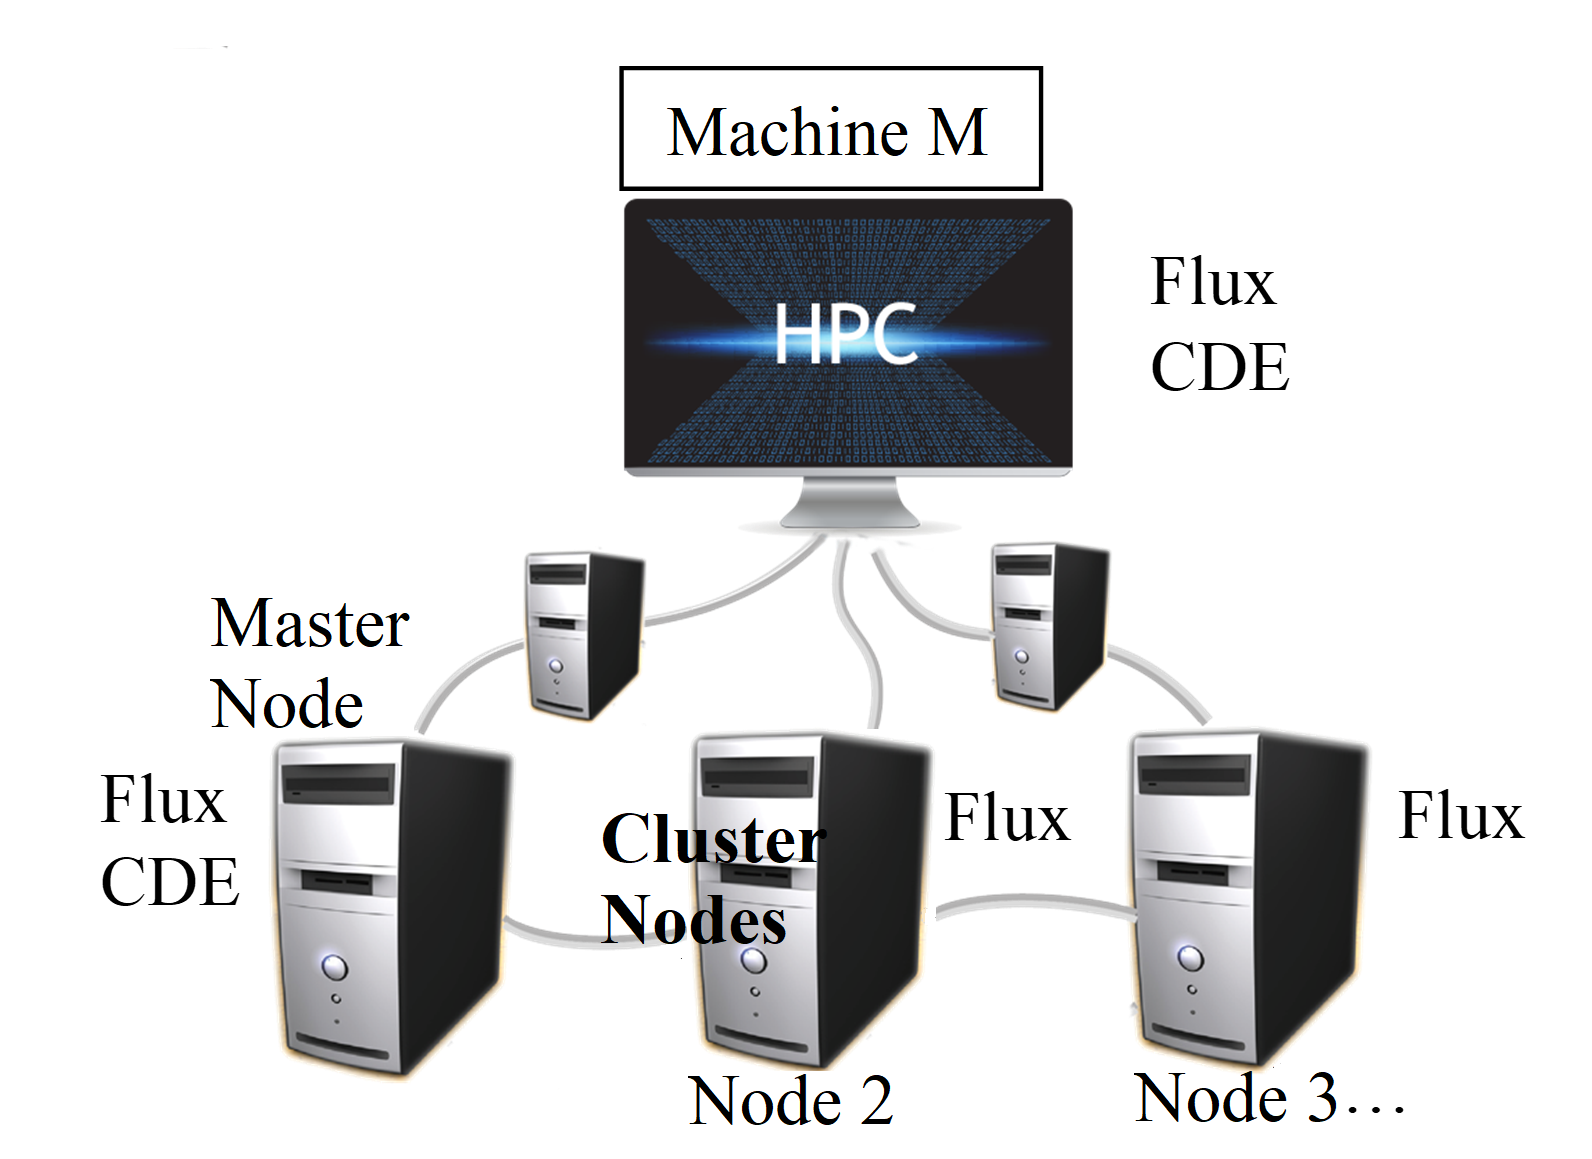 Machine M
HPC
Flux
CDE
Master
Node
Flux
CDE
Cluster
Nodes
Flux
Flux
Node 2
Node 3...